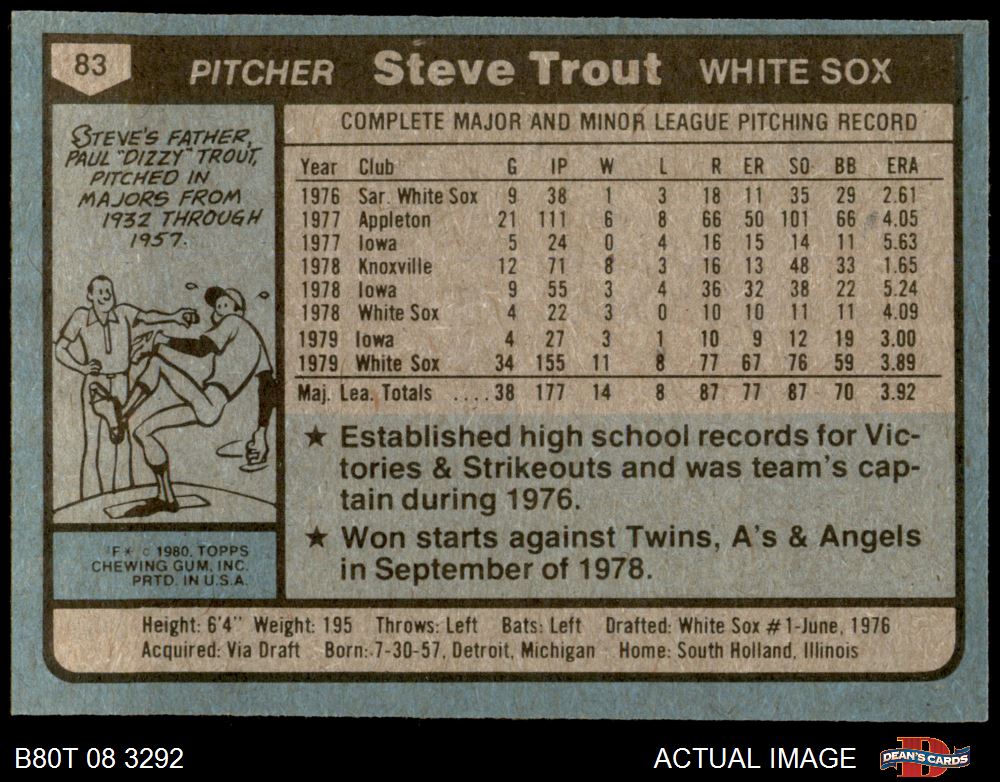 83 PITCHER Steve Trout WHITE SOX
STEVE'S FATHER,
PAUL "DIZZY" TROUT,
PITCHED IN
MAJORS FROM
1932 THROUGH
1957.
F* © 1980, TOPPS
CHEWING GUM, INC.
PRTD. IN U.S.A.
COMPLETE MAJOR AND MINOR LEAGUE PITCHING RECORD
Year Club G IP W L R ER SO BB ERA
1976 Sar. White Sox 9 38 1 3 18 11 35 29 2.61
1977 Appleton 21 111 6 8 66 50 101 66 4.05
1977 Iowa 5 24 0 4 16 15 14 11 5.63
1978 Knoxville 12 71 8 3 16 13 48 33 1.65
1978 Iowa 9 55 3 4 36 32 38 22 5.24
1978 White Sox 4 22 3 0 10 10 11 11 4.09
1979 Iowa 4 27 3 1 10 9 12 19 3.00
1979 White Sox 34 155 11 8 77 67 76 59 3.89
Maj. Lea. Totals ....38 177 14 8 87 77 87 70 3.92
★ Established high school records for Vic-
tories & Strikeouts and was team's cap-
tain during 1976.
★ Won starts against Twins, A's & Angels
in September of 1978.
Height: 6'4" Weight: 195 Throws: Left Bats: Left Drafted: White Sox #1-June, 1976
Acquired: Via Draft Born: 7-30-57, Detroit, Michigan Home: South Holland, Illinois
B80T 08 3292 ACTUAL IMAGE DEAN'S CARDS